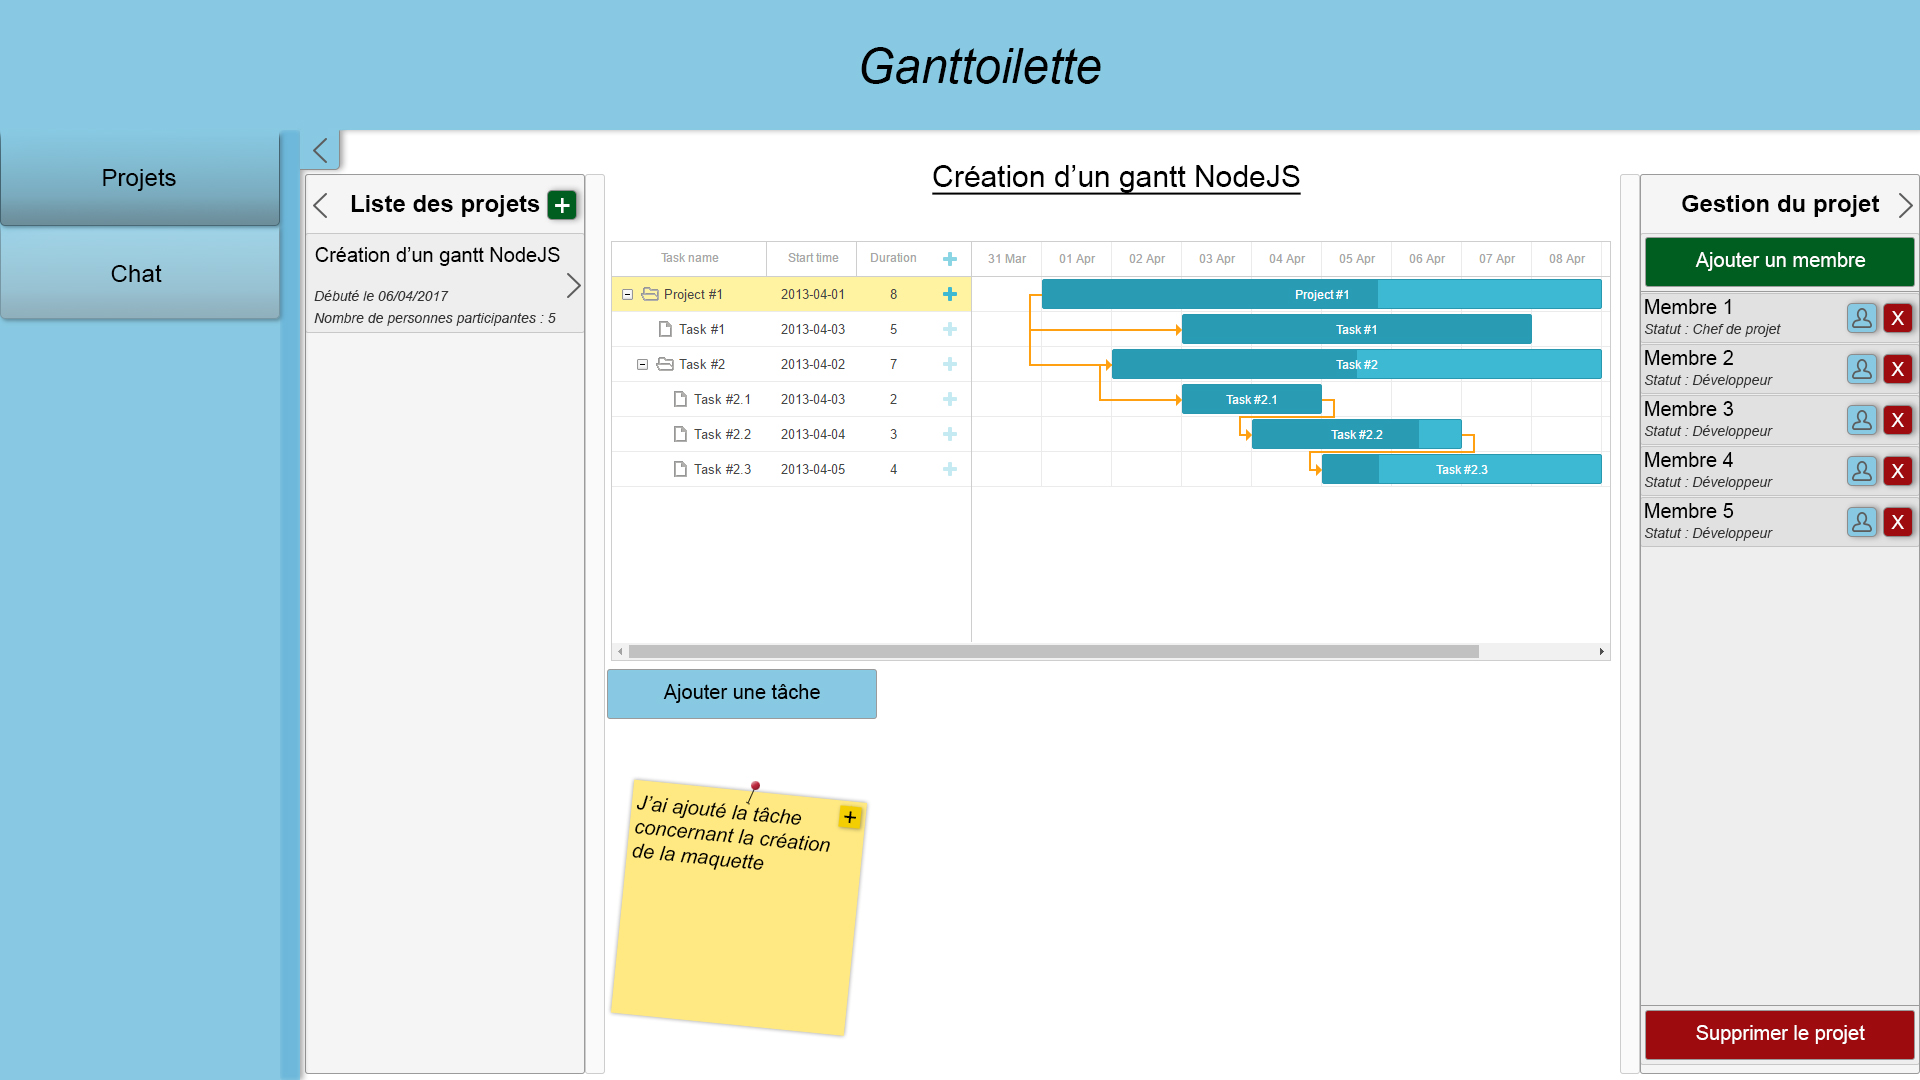 Ganttoilette
Projets
Chat
Liste des projets
Création d’un gantt NodeJS
Débuté le 06/04/2017
Nombre de personnes participantes : 5
Création d’un gantt NodeJS
Task name Start time Duration 31 Mar 01 Apr 02 Apr 03 Apr 04 Apr 05 Apr 06 Apr 07 Apr 08 Apr
Project #1 2013-04-01 8 Project #1
Task #1 2013-04-03 5 Task #1
Task #2 2013-04-02 7 Task #2
Task #2.1 2013-04-03 2 Task #2.1
Task #2.2 2013-04-04 3 Task #2.2
Task #2.3 2013-04-05 4 Task #2.3
Ajouter une tâche
J’ai ajouté la tâche
concernant la création
de la maquette
Gestion du projet
Ajouter un membre
Membre 1
Statut : Chef de projet
X
Membre 2
Statut : Développeur
X
Membre 3
Statut : Développeur
X
Membre 4
Statut : Développeur
X
Membre 5
Statut : Développeur
X
Supprimer le projet